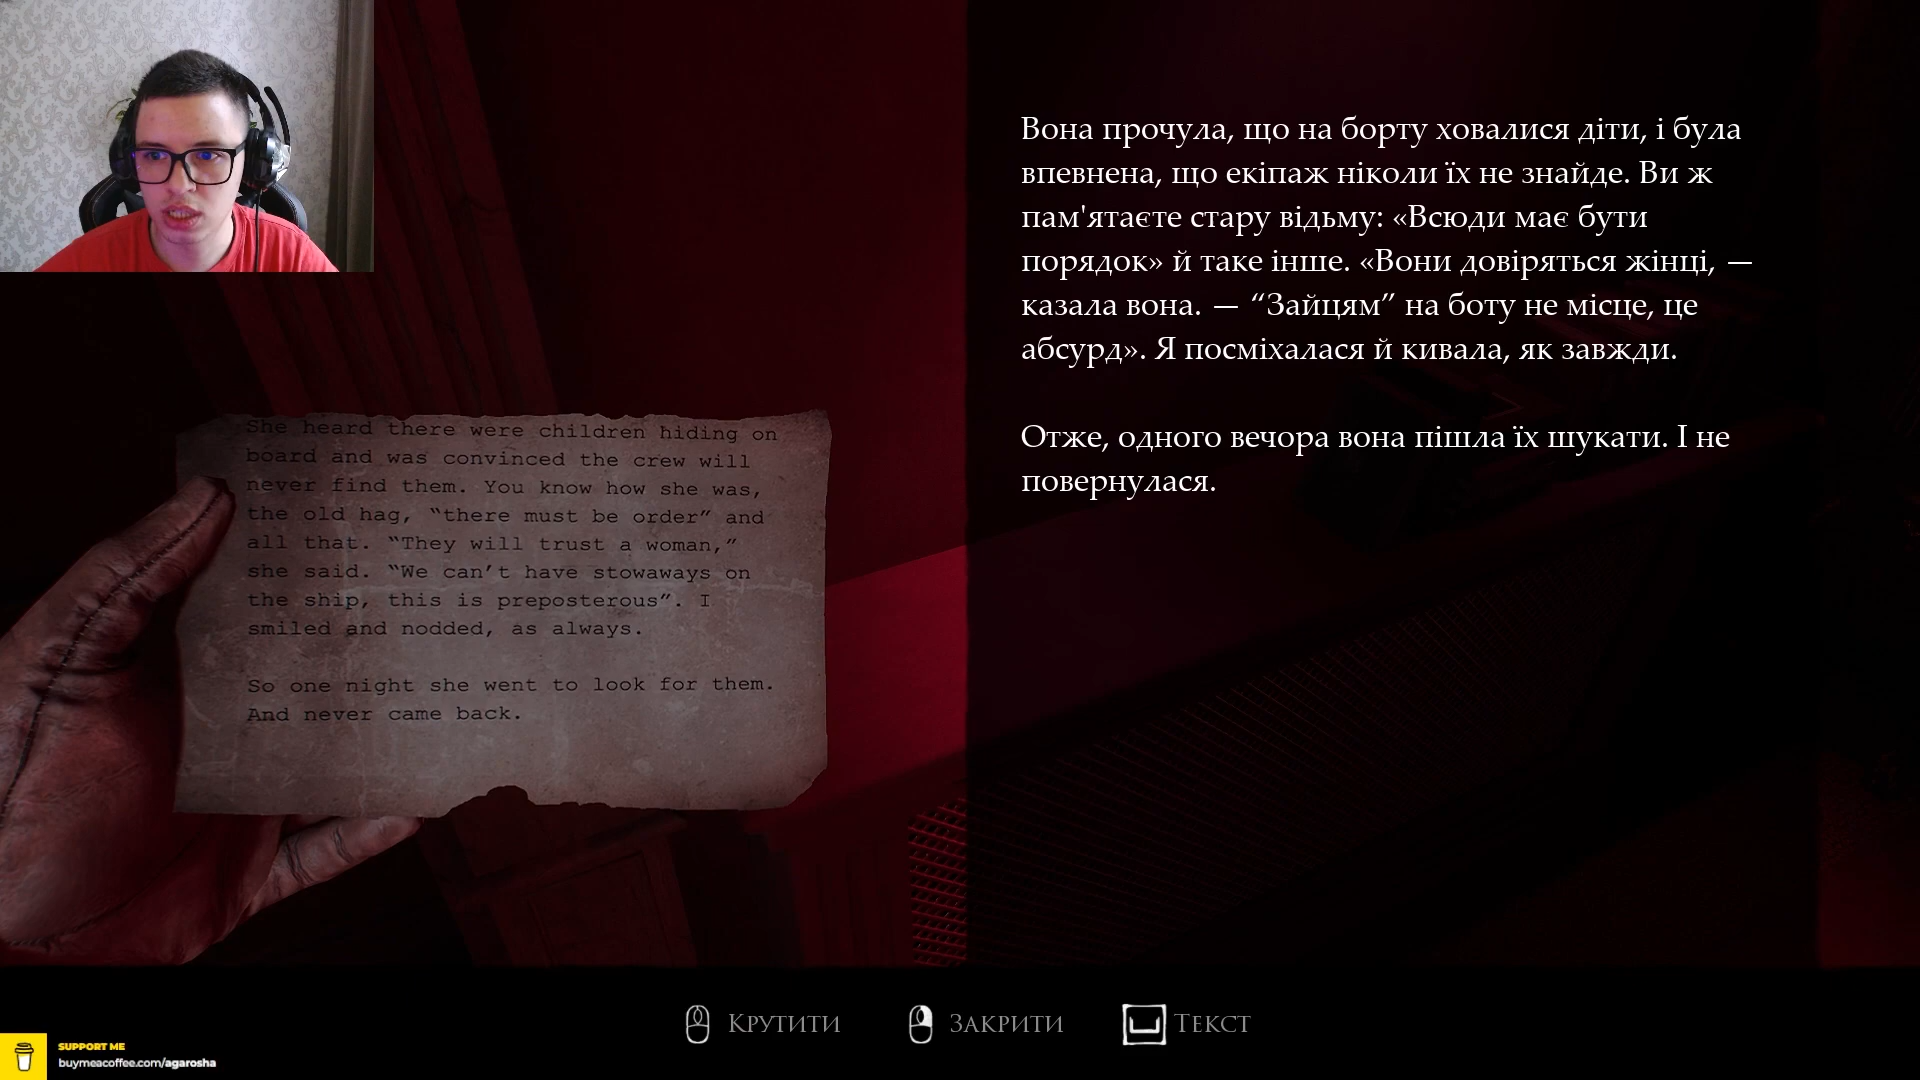 Вона прочула, що на борту ховалися діти, і була
впевнена, що екіпаж ніколи їх не знайде. Ви ж
пам'ятаєте стару відьму: «Всюди має бути
порядок» й таке інше. «Вони довіряться жінці, —
казала вона. — “Зайцям” на боту не місце, це
абсурд». Я посміхалася й кивала, як завжди.
Отже, одного вечора вона пішла їх шукати. І не
повернулася.
She heard there were children hiding on
board and was convinced the crew will
never find them. You know how she was,
the old hag, “there must be order” and
all that. “They will trust a woman,”
she said. “We can’t have stowaways on
the ship, this is preposterous”. I
smiled and nodded, as always.
So one night she went to look for them.
And never came back.
Крутити
Закрити
Текст
SUPPORT ME
buymeacoffee.com/agarosha